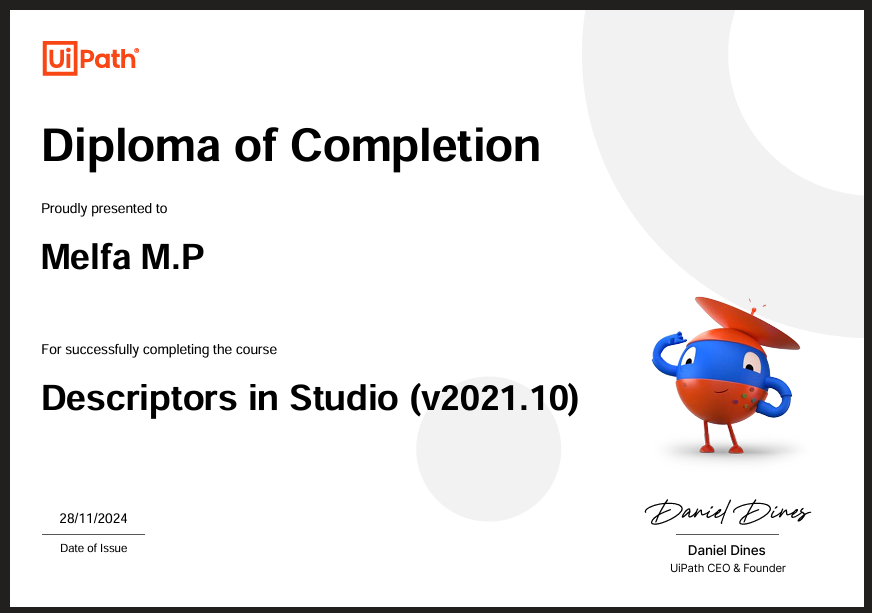 UiPath®
Diploma of Completion
Proudly presented to
Melfa M.P
For successfully completing the course
Descriptors in Studio (v2021.10)
28/11/2024
Date of Issue
Daniel Dines
Daniel Dines
UiPath CEO & Founder